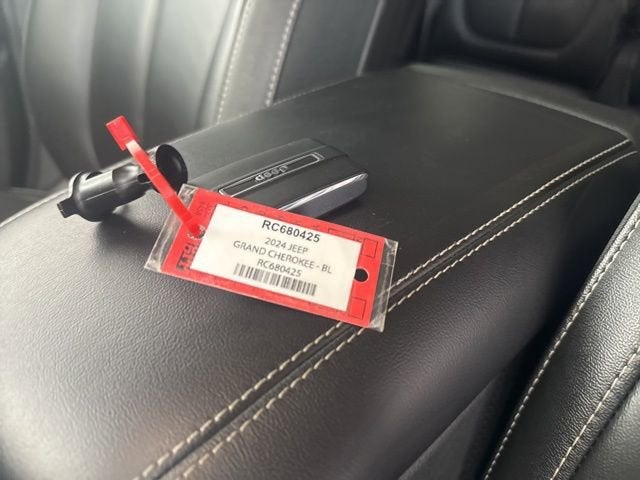 Jeep
RC680425
2024 JEEP
GRAND CHEROKEE - BL
RC680425